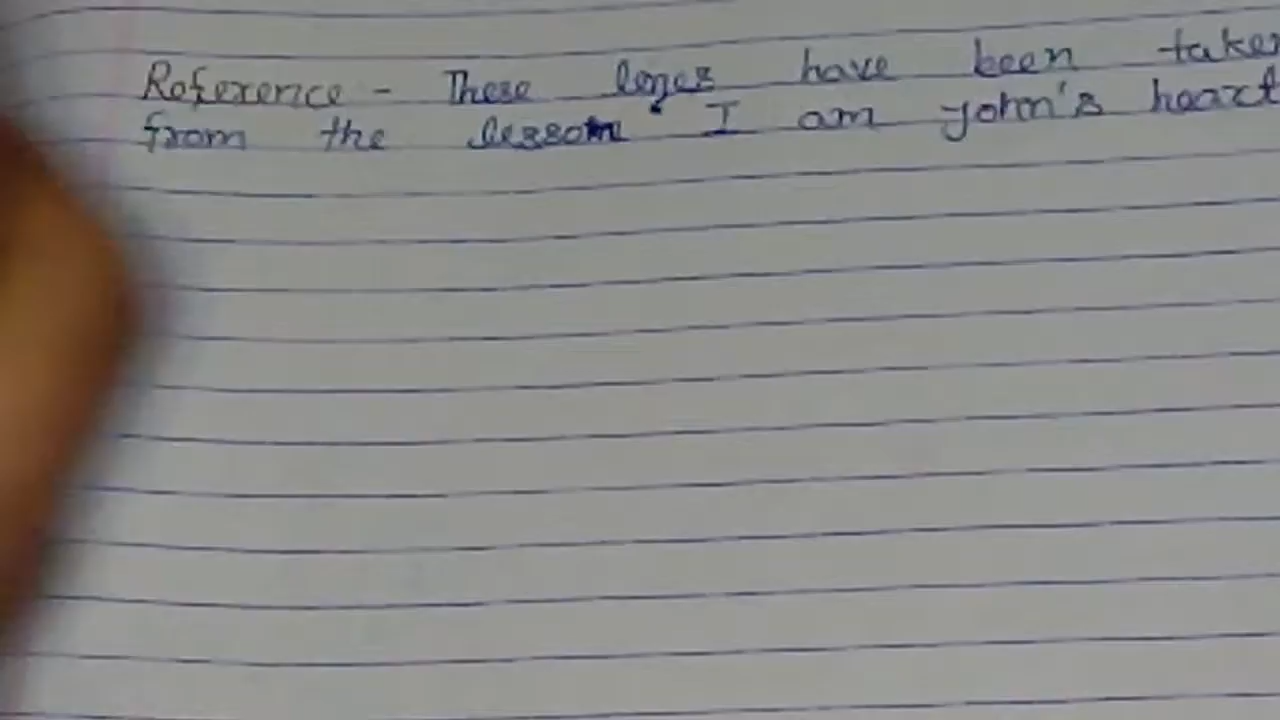 Reference - These lines have been taken
from the lesson "I am John's heart